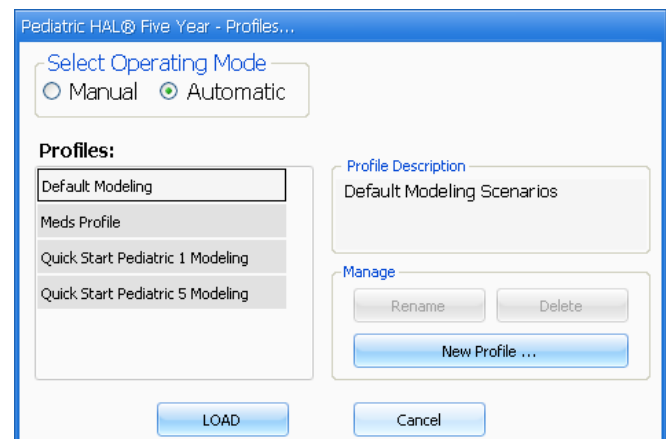 Pediatric HAL® Five Year - Profiles...
Select Operating Mode
Manual Automatic
Profiles:
Default Modeling
Meds Profile
Quick Start Pediatric 1 Modeling
Quick Start Pediatric 5 Modeling
Profile Description
Default Modeling Scenarios
Manage
Rename Delete
New Profile ...
LOAD Cancel